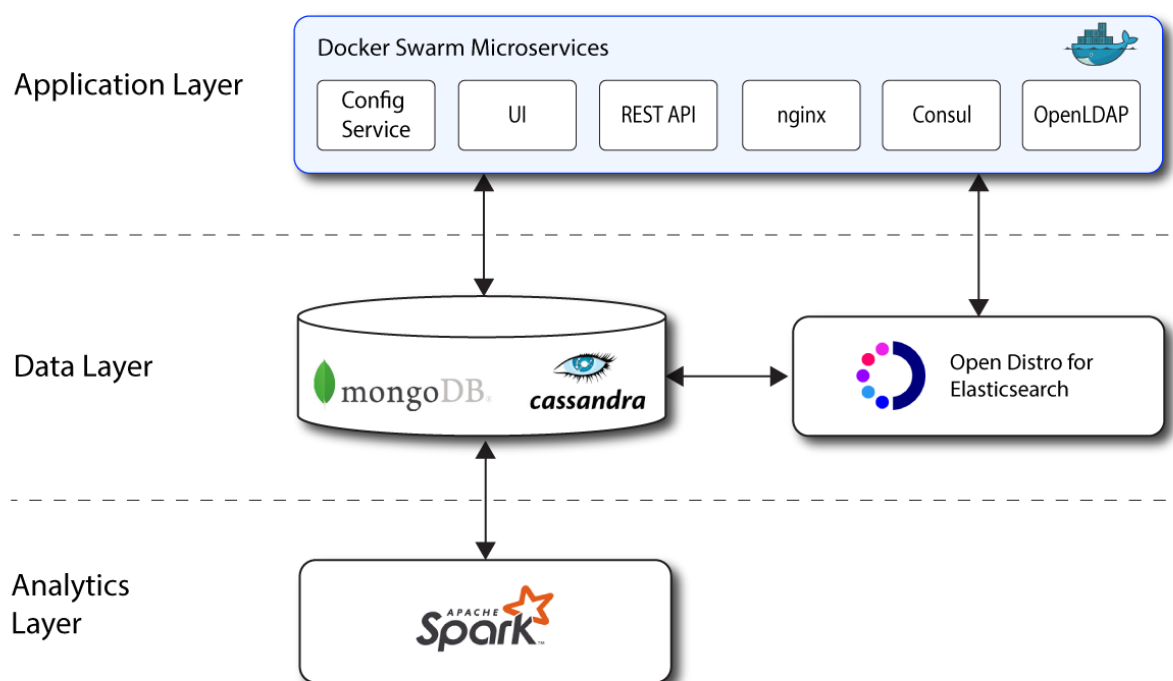 Docker Swarm Microservices
Application Layer
Config
Service
UI
REST API
nginx
Consul
OpenLDAP
Data Layer
mongoDB®
cassandra
Open Distro for
Elasticsearch
Analytics
Layer
APACHE
Spark™